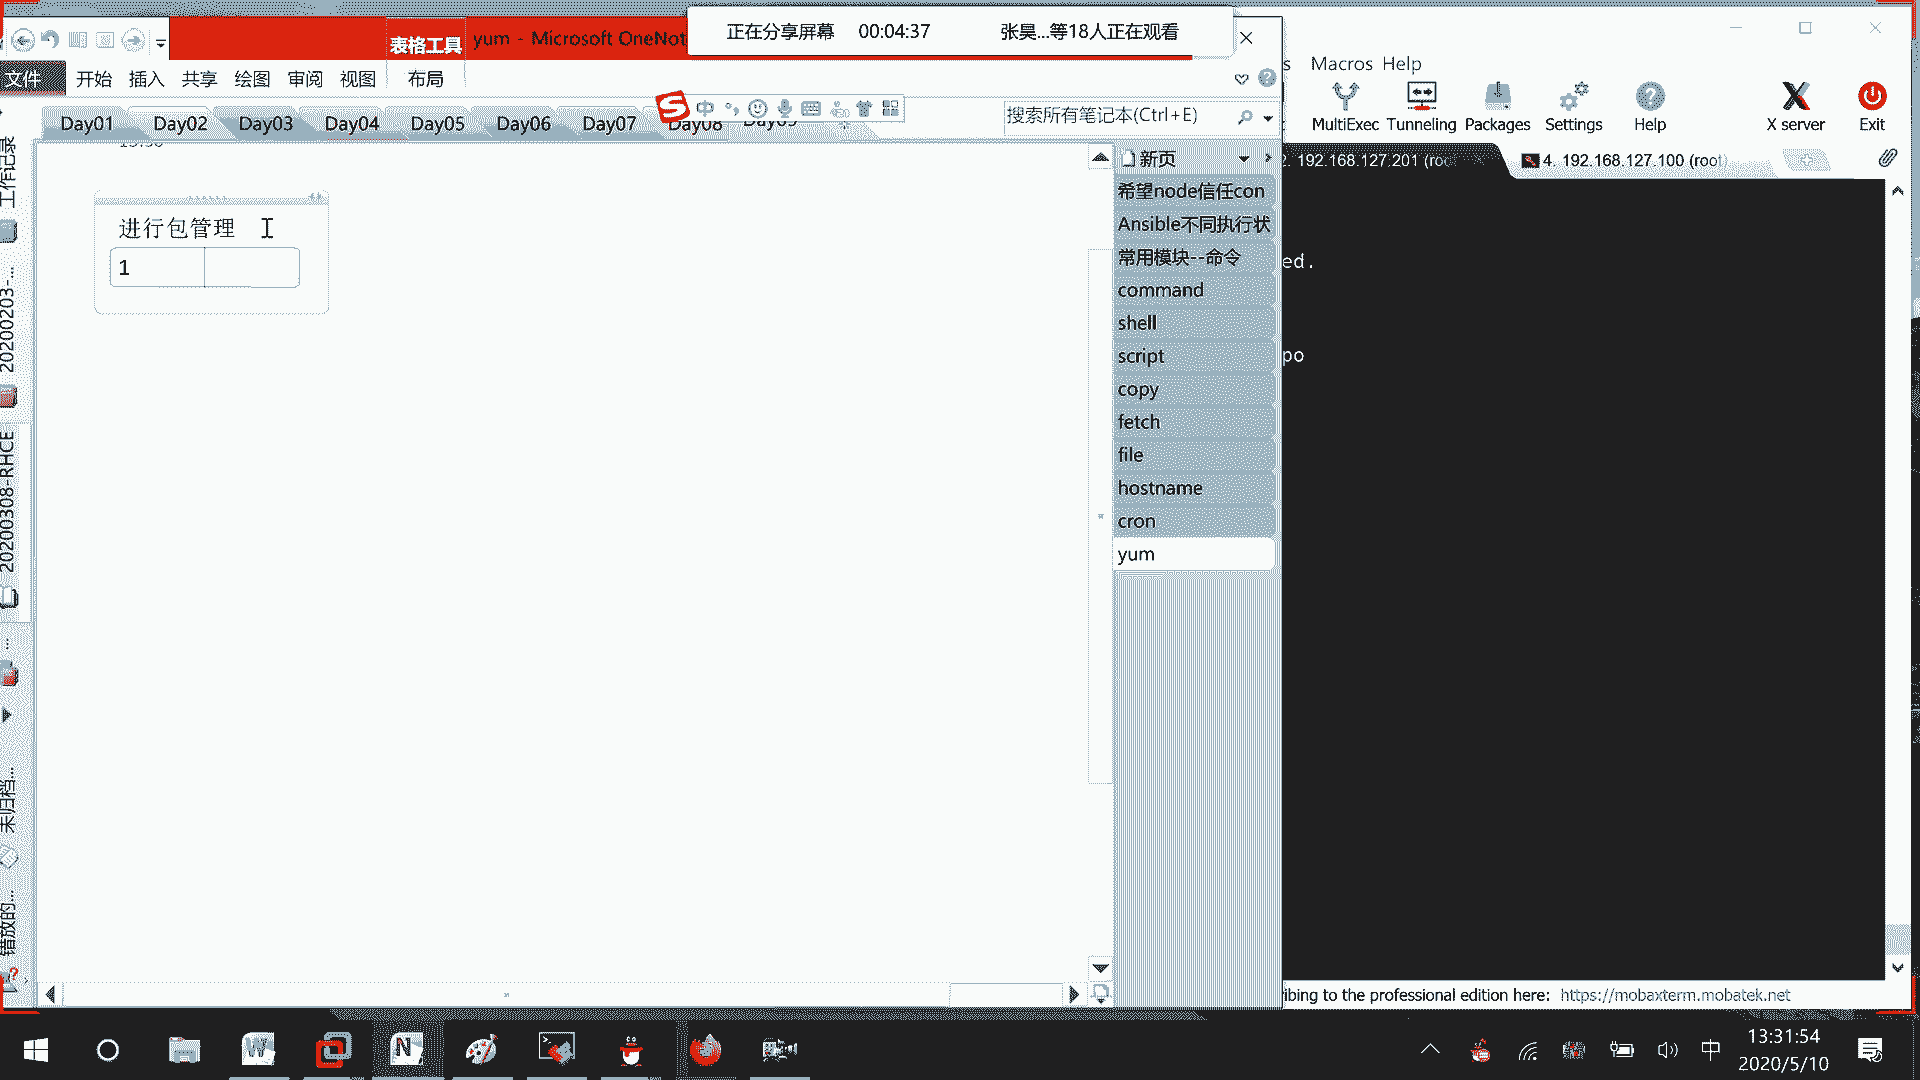 正在分享屏幕 00:04:37 张昊...等18人正在观看
表格工具 yum - Microsoft OneNot
文件 开始 插入 共享 绘图 审阅 视图 布局
s Macros Help
MultiExec Tunneling Packages Settings Help X server Exit
Day01 Day02 Day03 Day04 Day05 Day06 Day07 Day08 Day09
中
搜索所有笔记本(Ctrl+E)
2. 192.168.127.201 (roo
4. 192.168.127.100 (root)
工作记录
20200203-...
20200308-RHCE
...
未归档...
错放的...
进行包管理
1
新页
希望node信任con
Ansible不同执行状
常用模块--命令
command
shell
script
copy
fetch
file
hostname
cron
yum
ed.
po
ibing to the professional edition here: https://mobaxterm.mobatek.net
中
13:31:54
2020/5/10